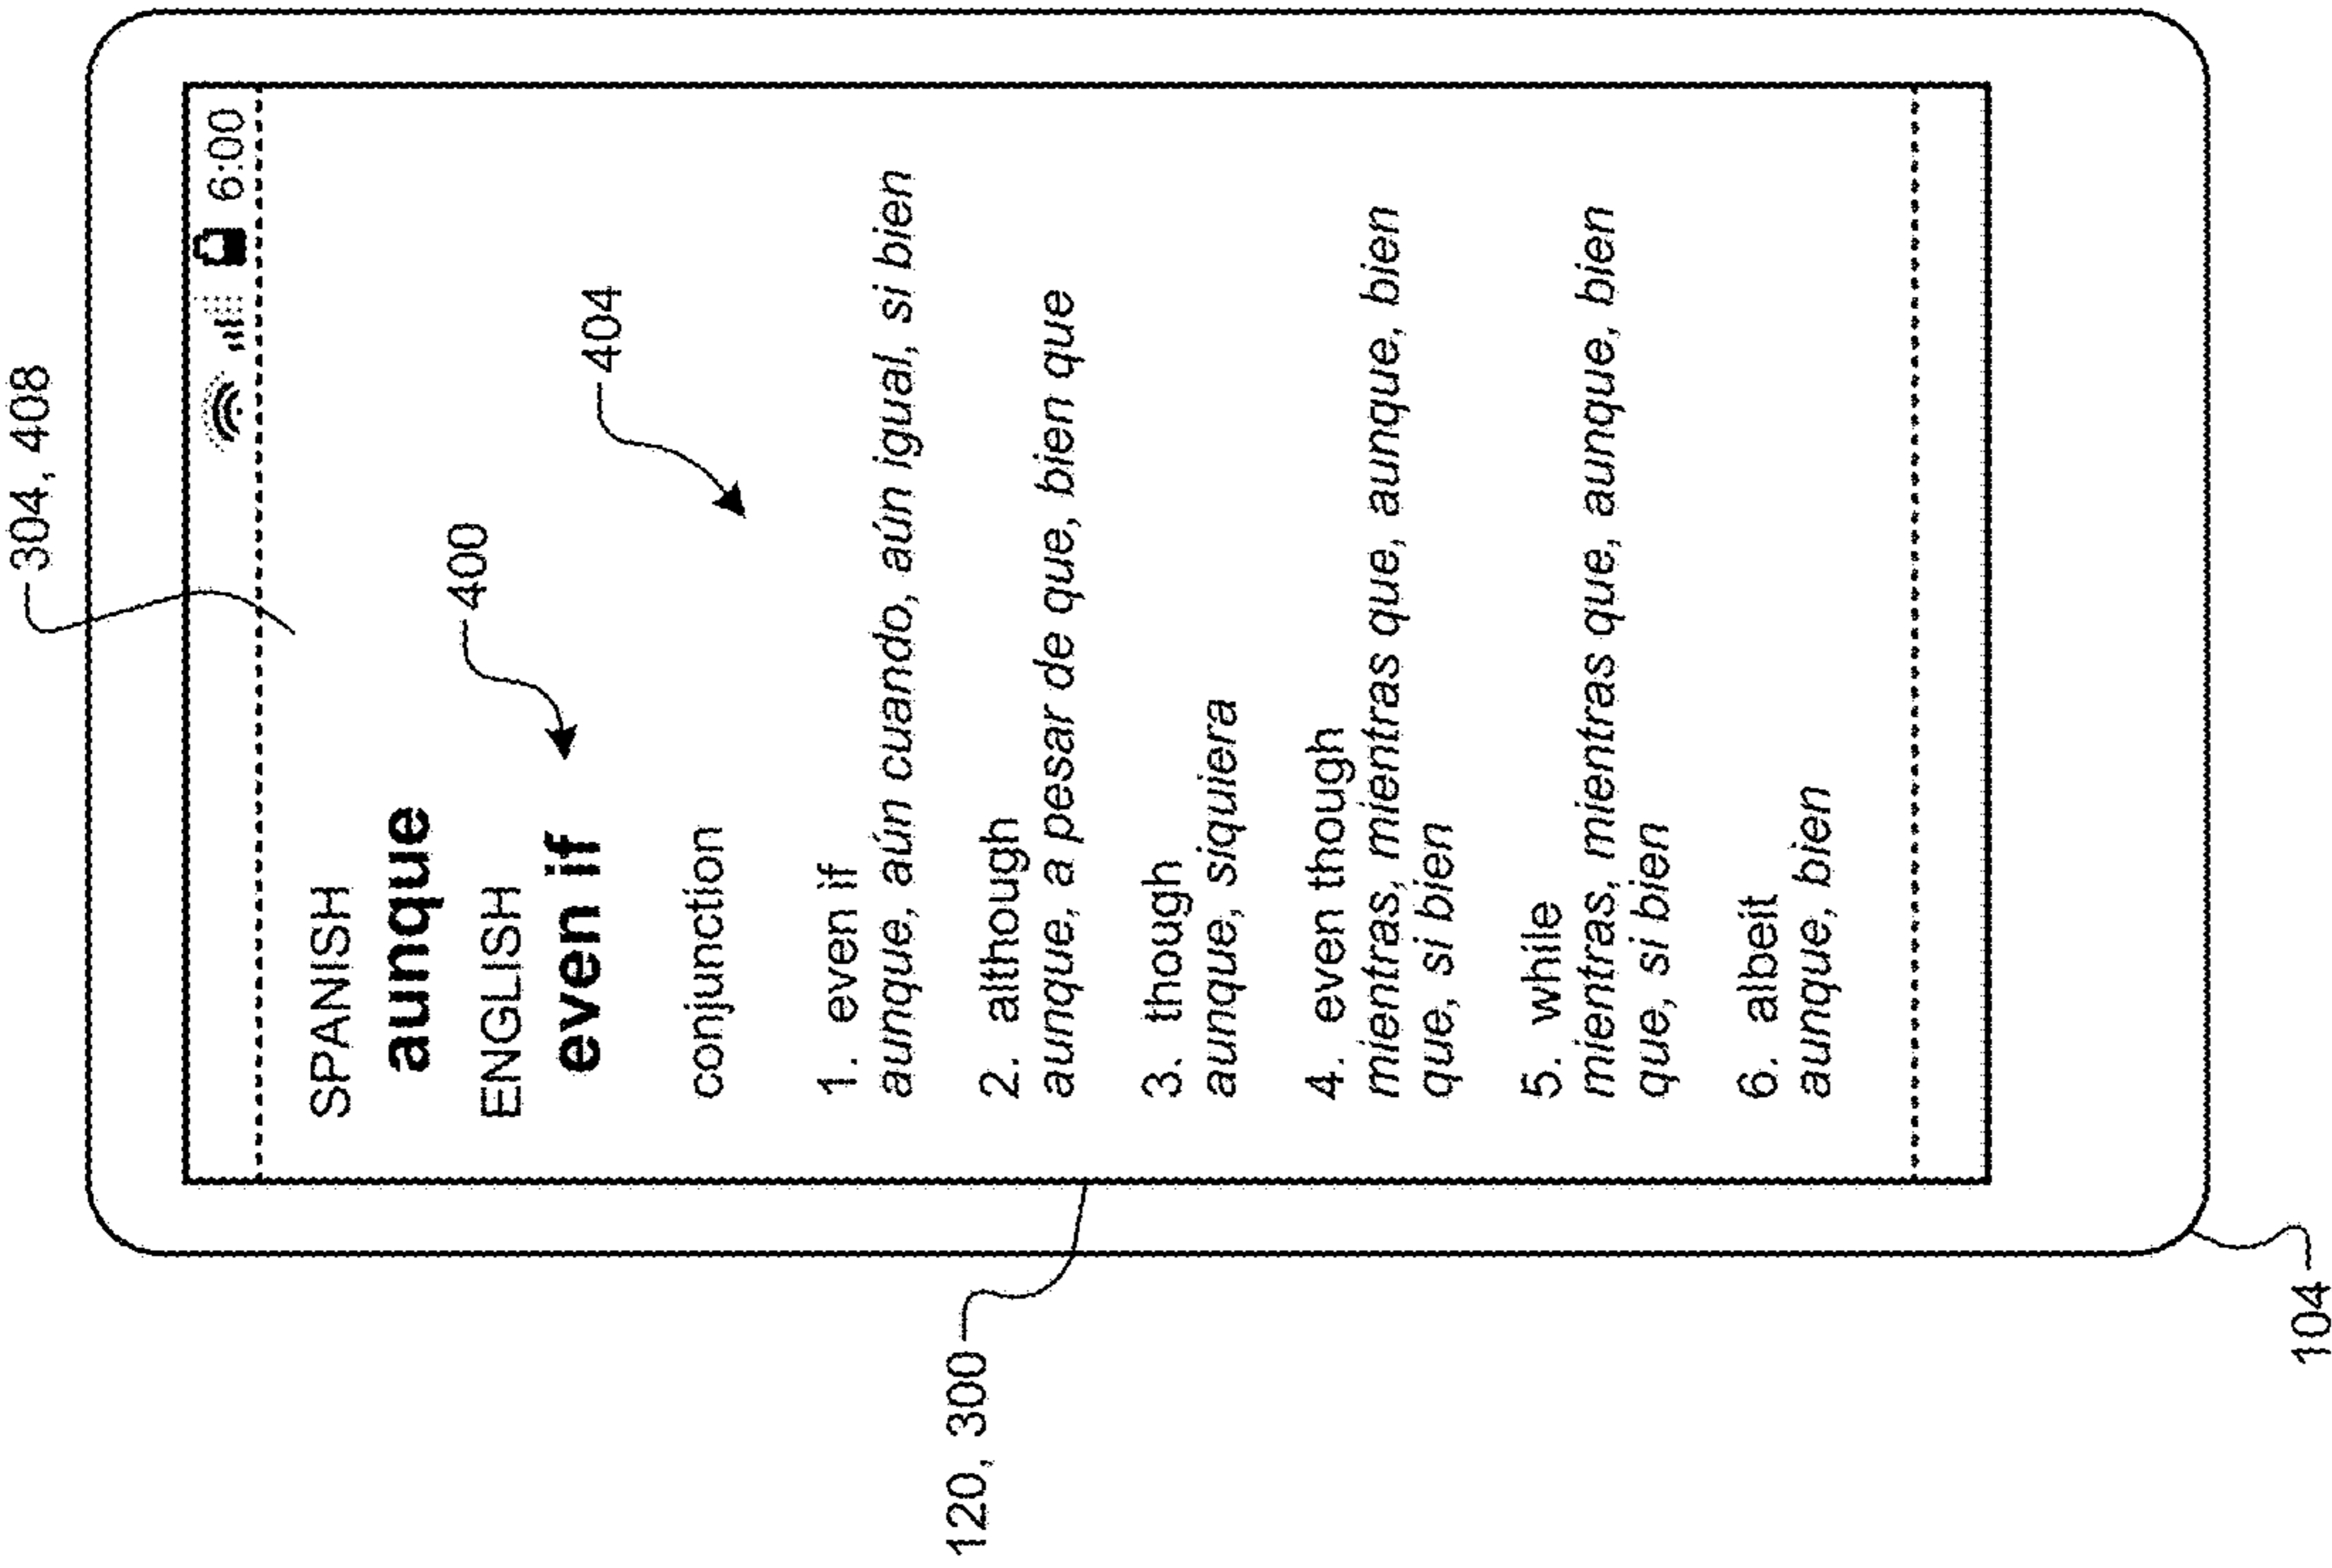 304, 408
6:00
SPANISH
aunque
400
ENGLISH
even if
404
conjunction
1. even if
aunque, aún cuando, aún igual, si bien
2. although
aunque, a pesar de que, bien que
3. though
aunque, siquiera
4. even though
mientras, mientras que, aunque, bien
que, si bien
5. while
mientras, mientras que, aunque, bien
que, si bien
6. albeit
aunque, bien
120, 300
104